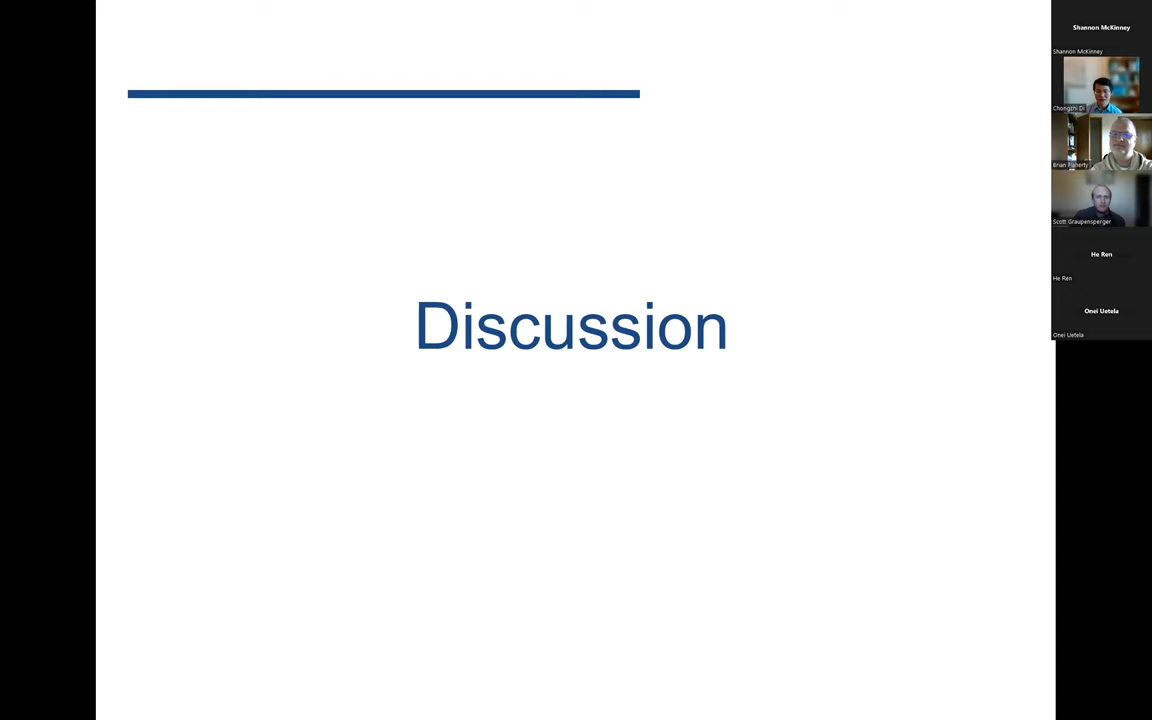 Discussion
Shannon McKinney
Shannon McKinney
Chongzhi Di
Brian Flaherty
Scott Graupensperger
He Ren
He Ren
Onei Uetela
Onei Uetela